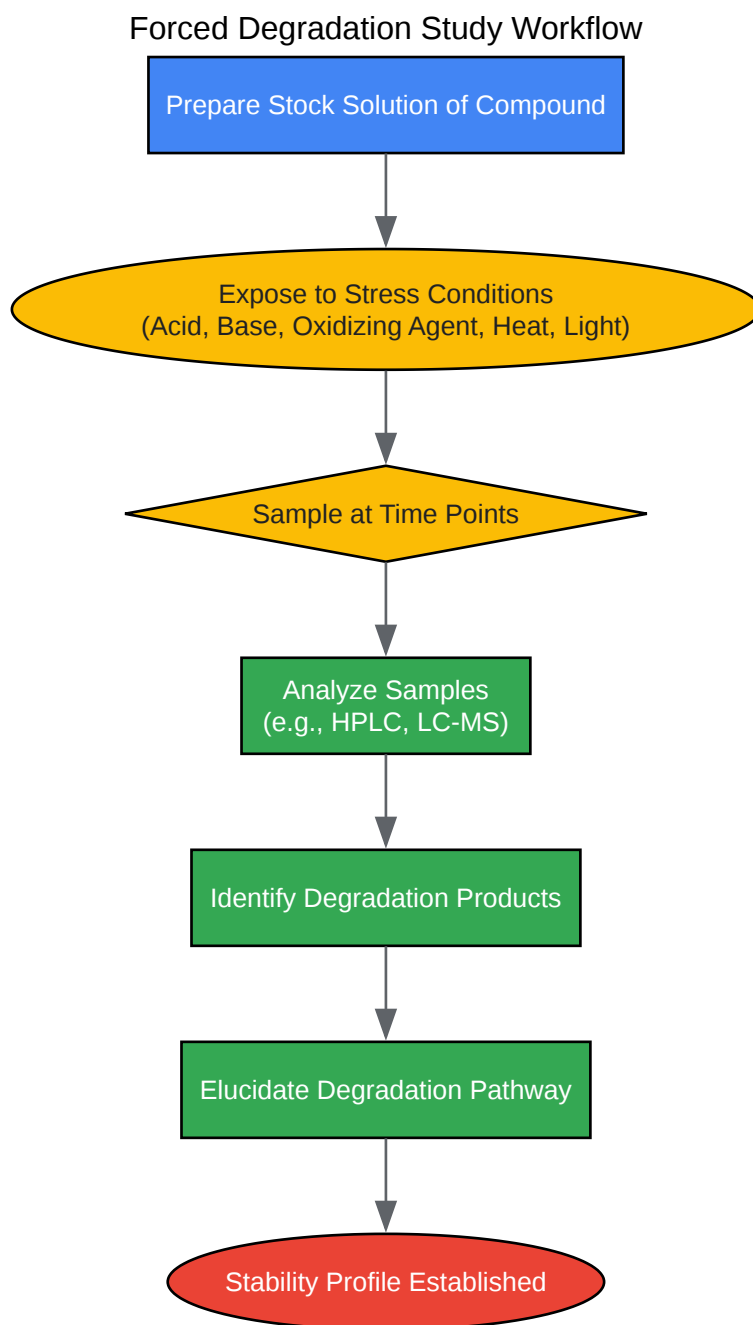 Forced Degradation Study Workflow
Prepare Stock Solution of Compound
Expose to Stress Conditions
(Acid, Base, Oxidizing Agent, Heat, Light)
Sample at Time Points
Analyze Samples
(e.g., HPLC, LC-MS)
Identify Degradation Products
Elucidate Degradation Pathway
Stability Profile Established